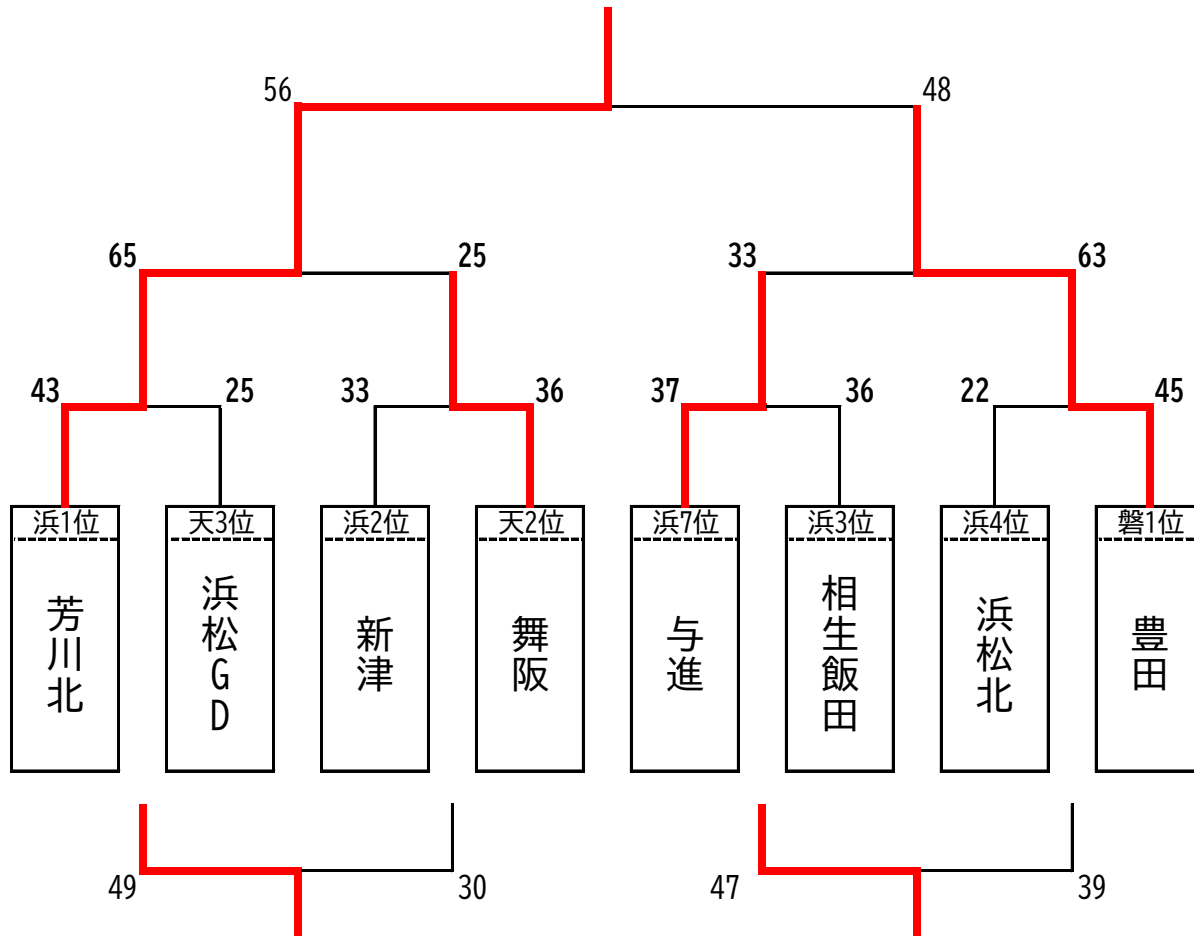 56 48
65 25 33 63
43 25 33 36 37 36 22 45
浜1位 天3位 浜2位 天2位 浜7位 浜3位 浜4位 磐1位
芳川北
浜松GD
新津
舞阪
与進
相生飯田
浜松北
豊田
49 30 47 39